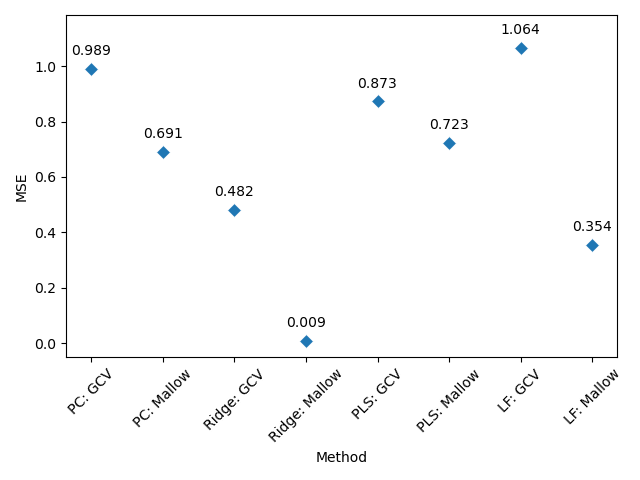 1.064
0.989
0.873
0.723
0.691
0.482
0.354
0.009
MSE
1.0
0.8
0.6
0.4
0.2
0.0
PC: GCV
PC: Mallow
Ridge: GCV
Ridge: Mallow
PLS: GCV
PLS: Mallow
LF: GCV
LF: Mallow
Method